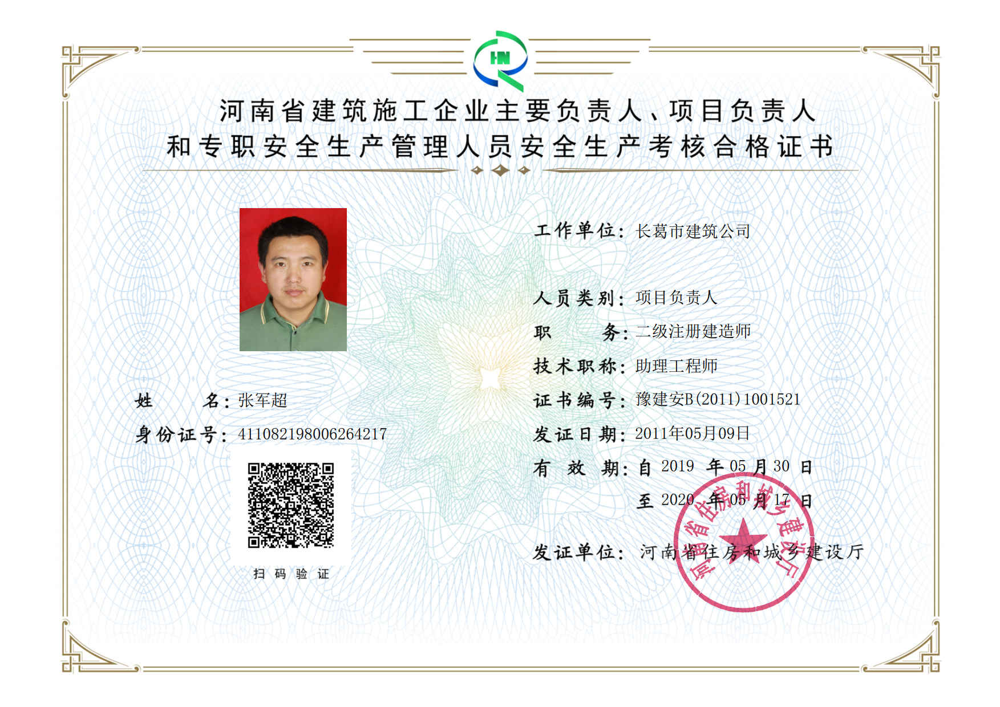 HN
河南省建筑施工企业主要负责人、项目负责人
和专职安全生产管理人员安全生产考核合格证书
工作单位：长葛市建筑公司
人员类别：项目负责人
职务：二级注册建造师
技术职称：助理工程师
姓名：张军超
证书编号：豫建安B(2011)1001521
身份证号：411082198006264217
发证日期：2011年05月09日
有效期：自 2019 年 05 月 30 日
至 2020 年 05 月 17 日
发证单位：河南省住房和城乡建设厅
河南省住房和城乡建设厅
扫码验证